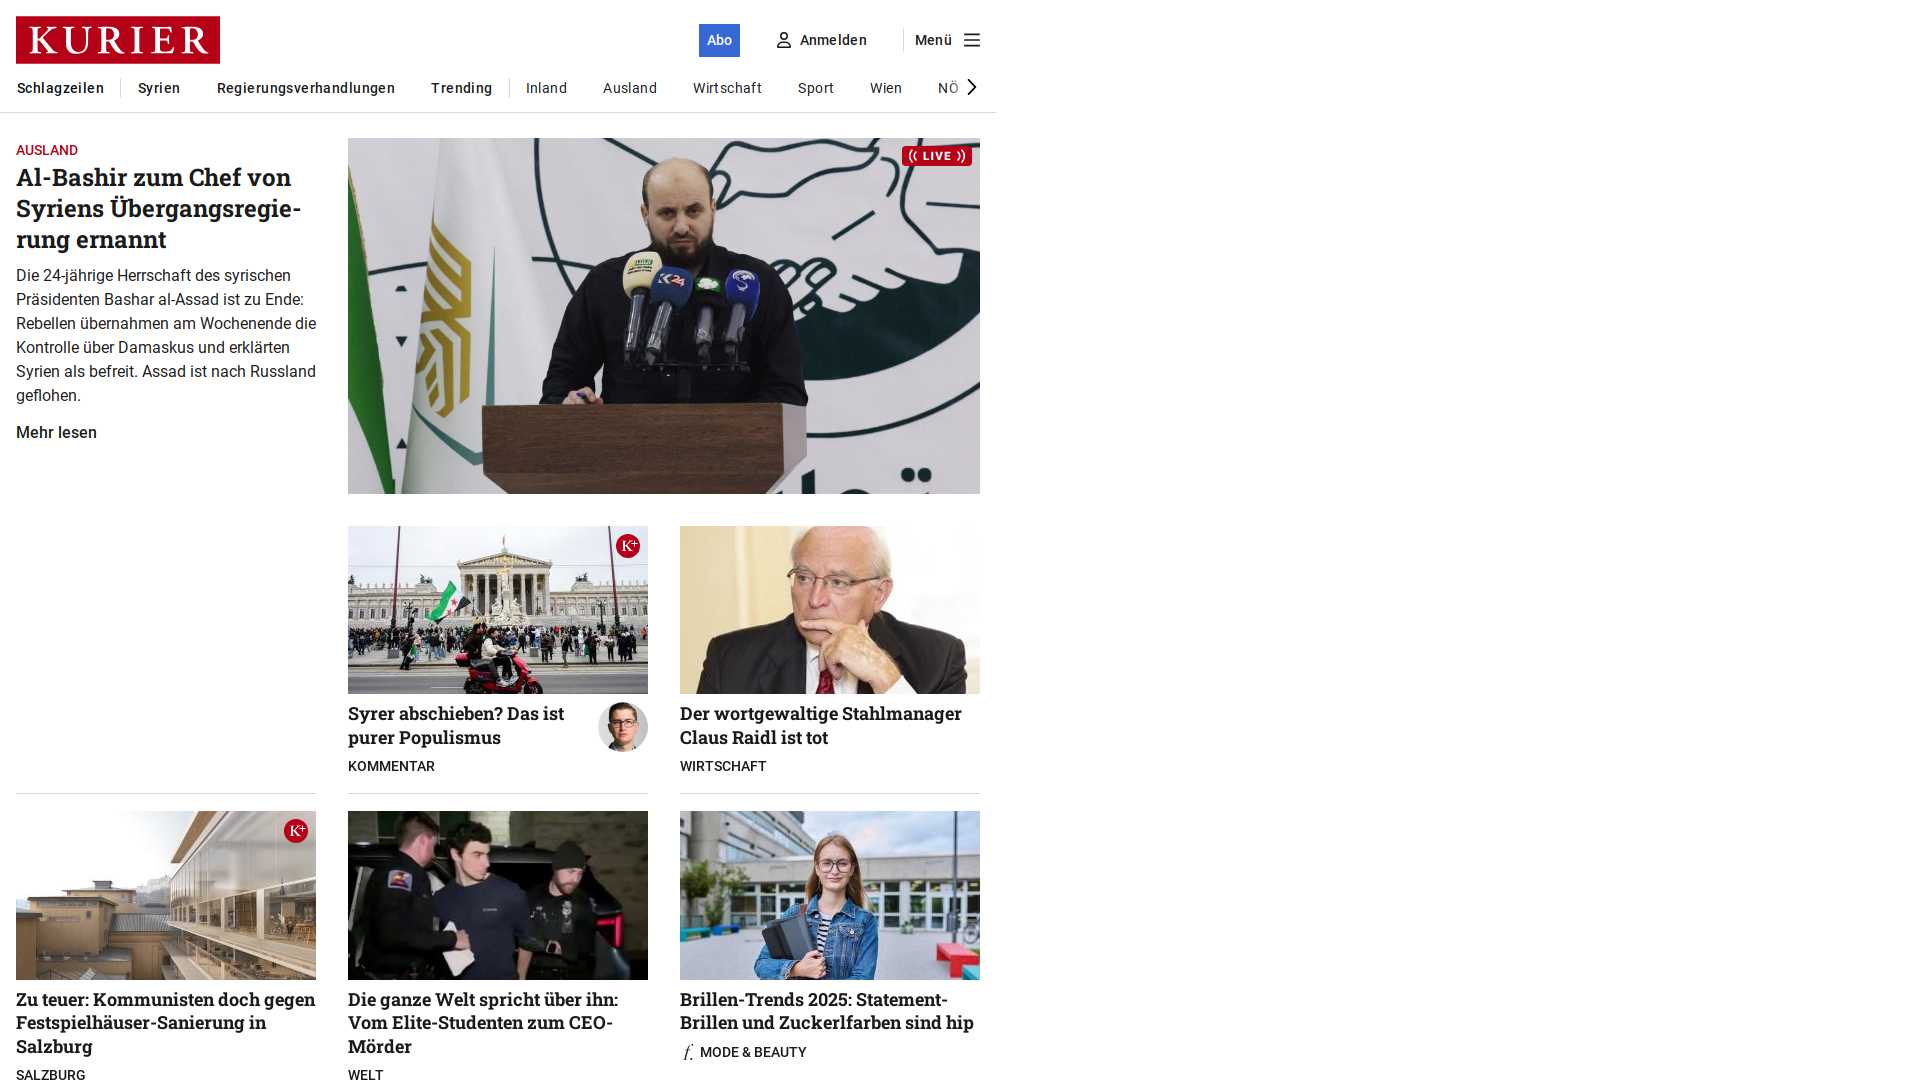 KURIER
Abo
Anmelden
Menü
Schlagzeilen
Syrien
Regierungsverhandlungen
Trending
Inland
Ausland
Wirtschaft
Sport
Wien
NÖ
AUSLAND
Al-Bashir zum Chef von
Syriens Übergangsregie-
rung ernannt
Die 24-jährige Herrschaft des syrischen
Präsidenten Bashar al-Assad ist zu Ende:
Rebellen übernahmen am Wochenende die
Kontrolle über Damaskus und erklärten
Syrien als befreit. Assad ist nach Russland
geflohen.
Mehr lesen
LIVE
K24
K+
Syrer abschieben? Das ist
purer Populismus
KOMMENTAR
Der wortgewaltige Stahlmanager
Claus Raidl ist tot
WIRTSCHAFT
K+
Zu teuer: Kommunisten doch gegen
Festspielhäuser-Sanierung in
Salzburg
SALZBURG
Die ganze Welt spricht über ihn:
Vom Elite-Studenten zum CEO-
Mörder
WELT
Brillen-Trends 2025: Statement-
Brillen und Zuckerlfarben sind hip
f. MODE & BEAUTY